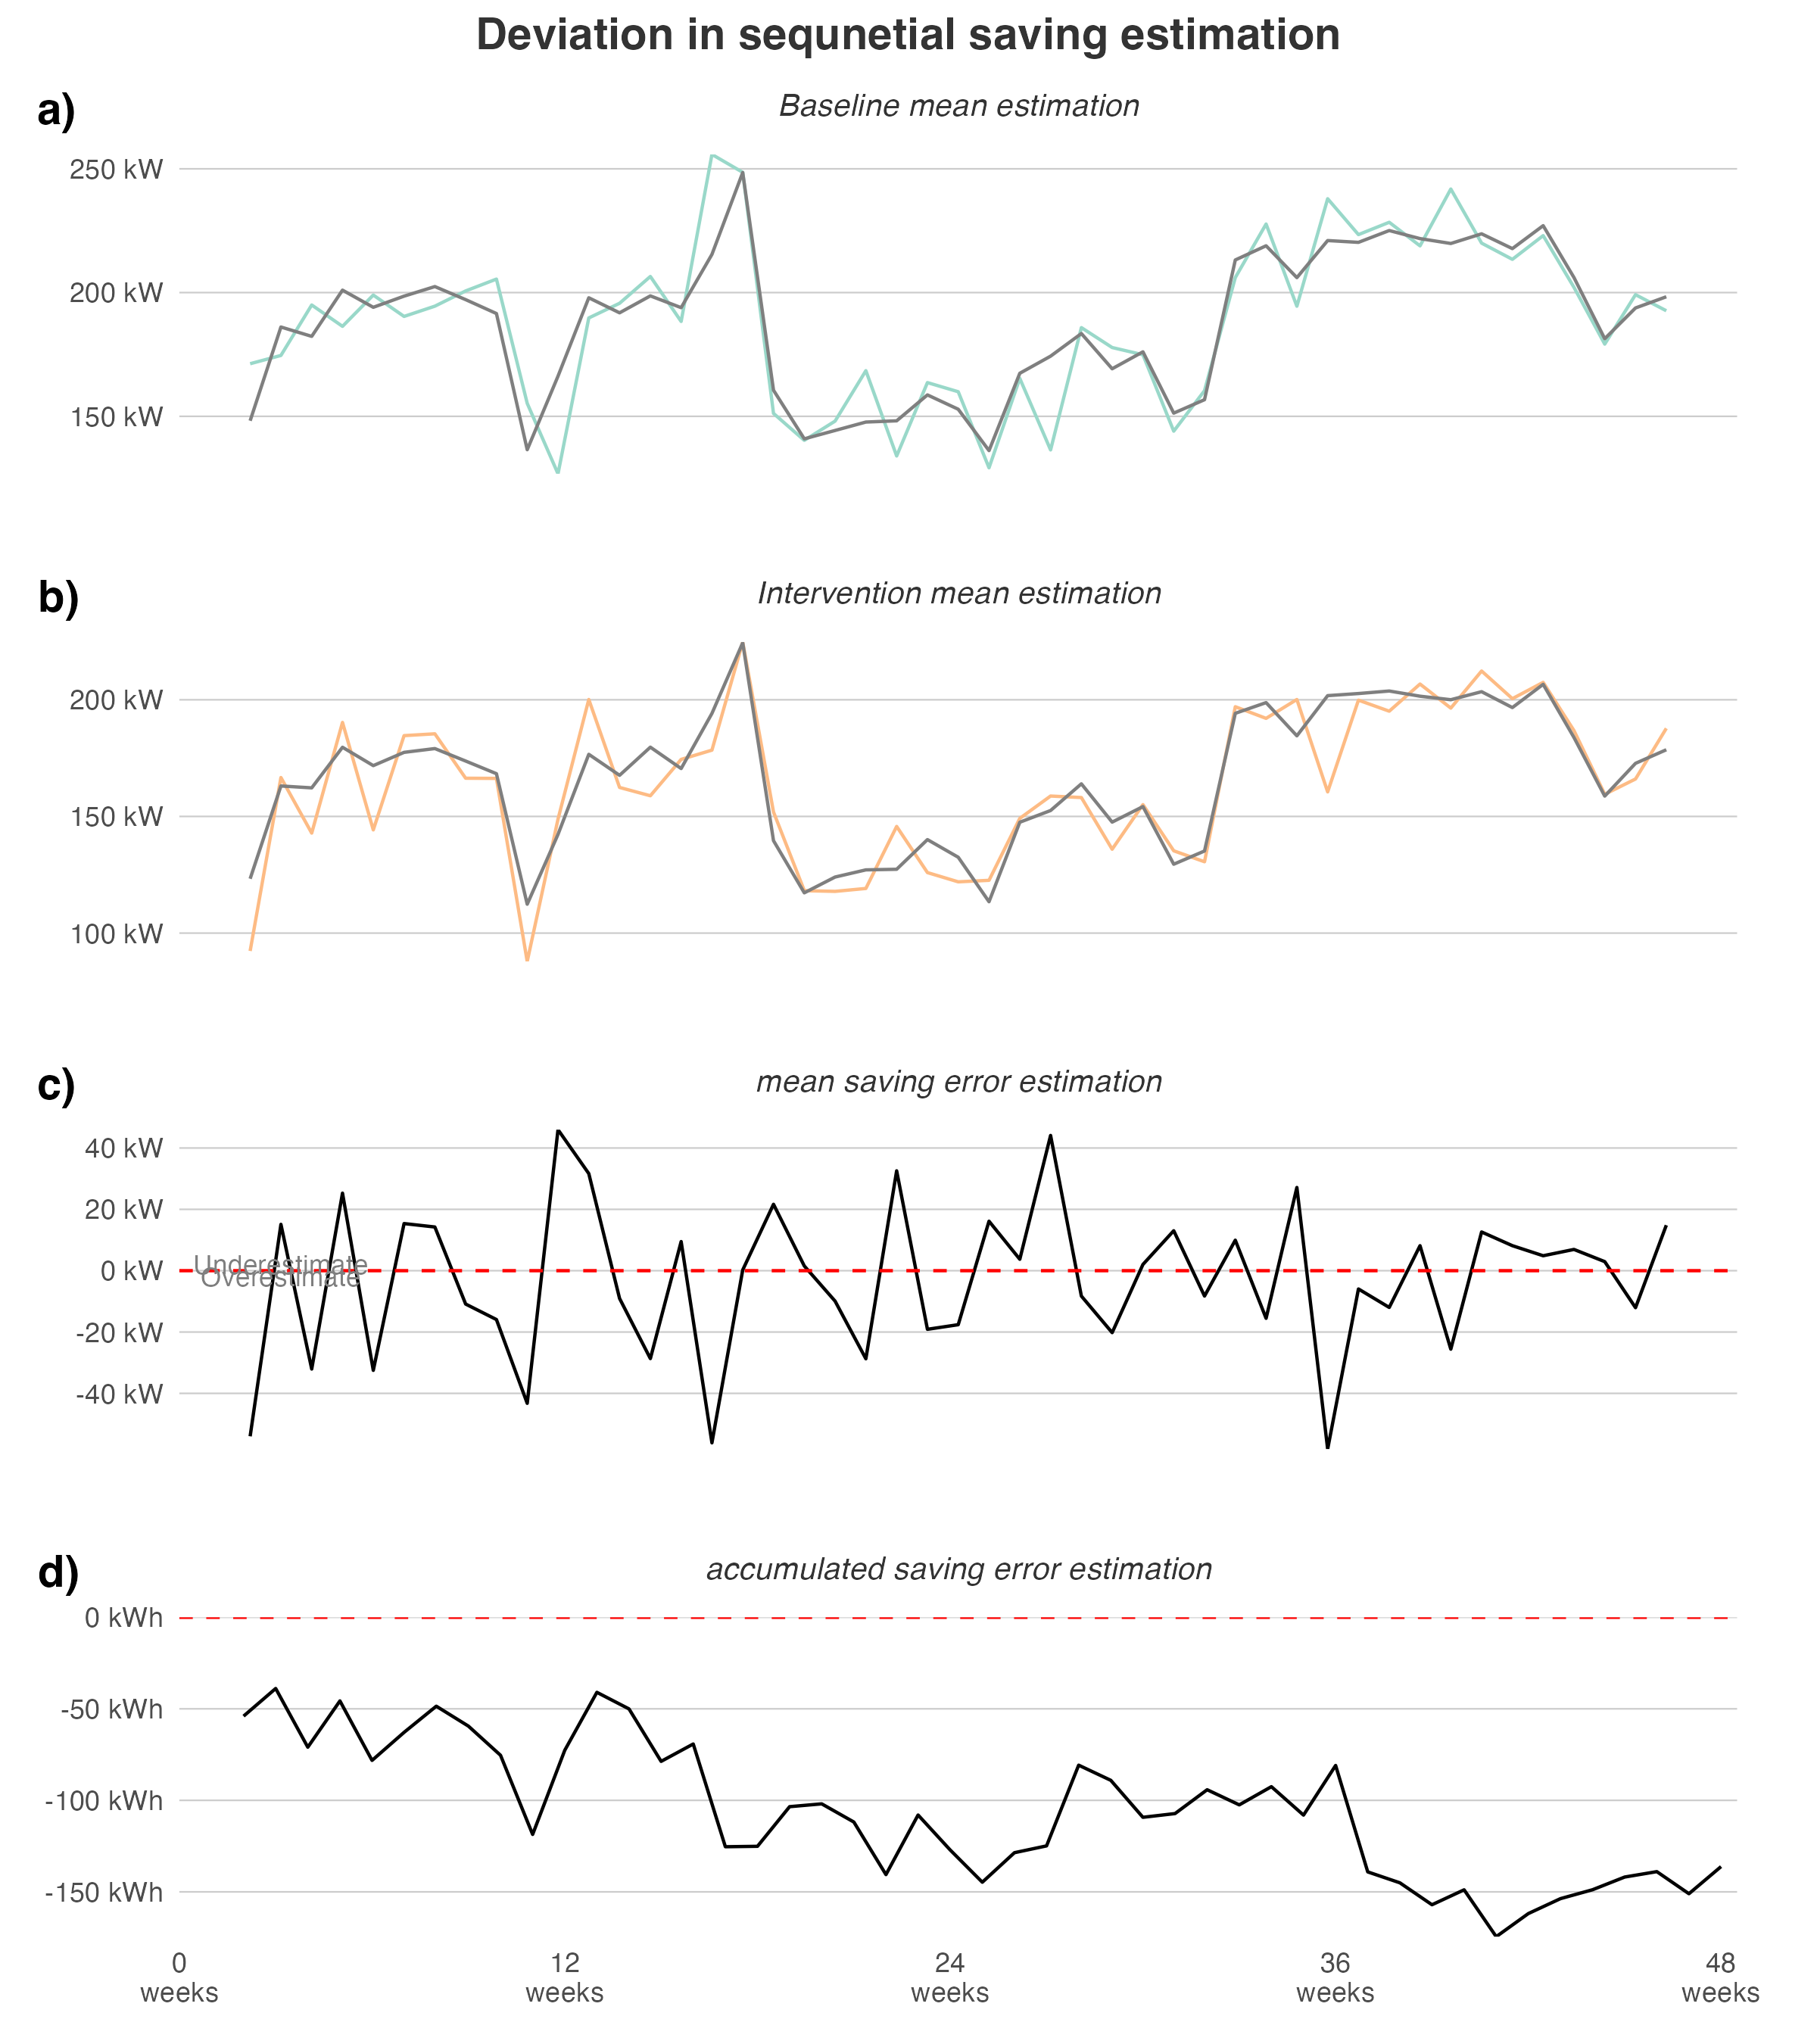 Deviation in sequnetial saving estimation
a)
Baseline mean estimation
250 kW
200 kW
150 kW
b)
Intervention mean estimation
200 kW
150 kW
100 kW
c)
mean saving error estimation
40 kW
20 kW
Underestimate
0 kW
Overestimate
-20 kW
-40 kW
d)
accumulated saving error estimation
0 kWh
-50 kWh
-100 kWh
-150 kWh
0
weeks
12
weeks
24
weeks
36
weeks
48
weeks